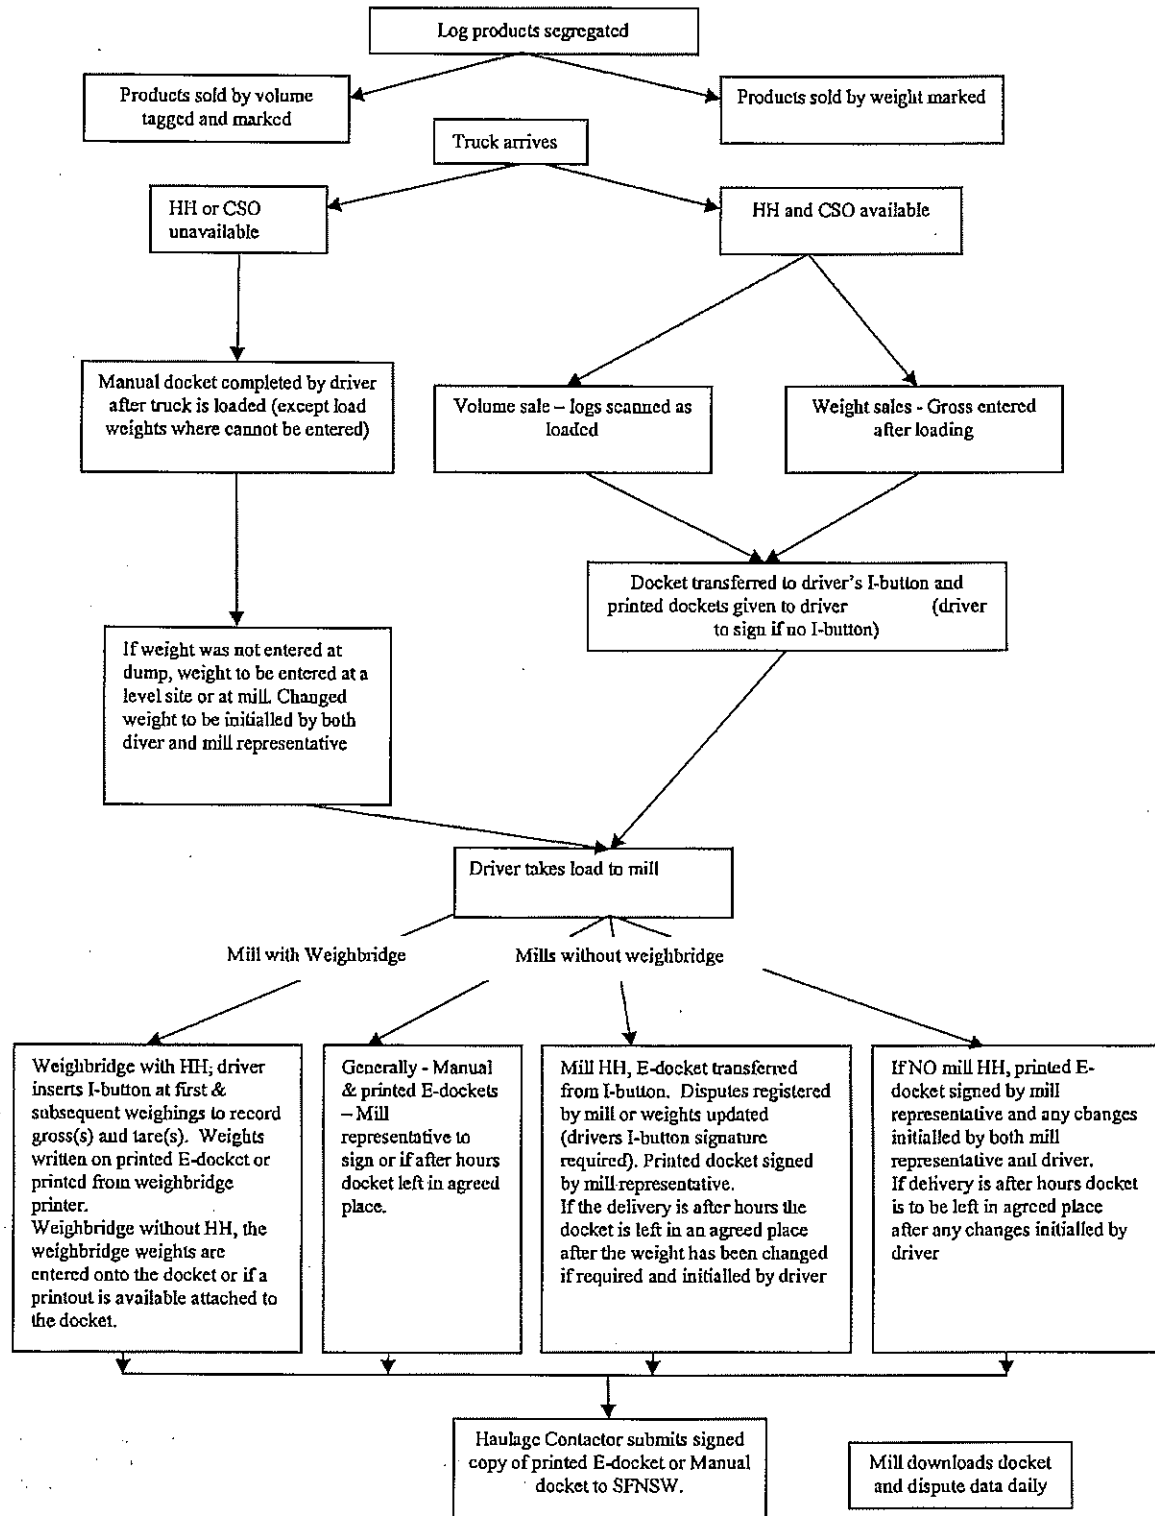 Log products segregated
Products sold by volume
tagged and marked
Products sold by weight marked
Truck arrives
HH or CSO
unavailable
HH and CSO available
Manual docket completed by driver
after truck is loaded (except load
weights where cannot be entered)
Volume sale – logs scanned as
loaded
Weight sales - Gross entered
after loading
Docket transferred to driver's I-button and
printed dockets given to driver (driver
to sign if no I-button)
If weight was not entered at
dump, weight to be entered at a
level site or at mill. Changed
weight to be initialled by both
diver and mill representative
Driver takes load to mill
Mill with Weighbridge
Mills without weighbridge
Weighbridge with HH; driver
inserts I-button at first &
subsequent weighings to record
gross(s) and tare(s). Weights
written on printed E-docket or
printed from weighbridge
printer.
Weighbridge without HH, the
weighbridge weights are
entered onto the docket or if a
printout is available attached to
the docket.
Generally - Manual
& printed E-dockets
– Mill
representative to
sign or if after hours
docket left in agreed
place.
Mill HH, E-docket transferred
from I-button. Disputes registered
by mill or weights updated
(drivers I-button signature
required). Printed docket signed
by mill representative.
If the delivery is after hours the
docket is left in an agreed place
after the weight has been changed
if required and initialled by driver
If NO mill HH, printed E-
docket signed by mill
representative and any changes
initialled by both mill
representative and driver.
If delivery is after hours docket
is to be left in agreed place
after any changes initialled by
driver
Haulage Contactor submits signed
copy of printed E-docket or Manual
docket to SFNSW.
Mill downloads docket
and dispute data daily